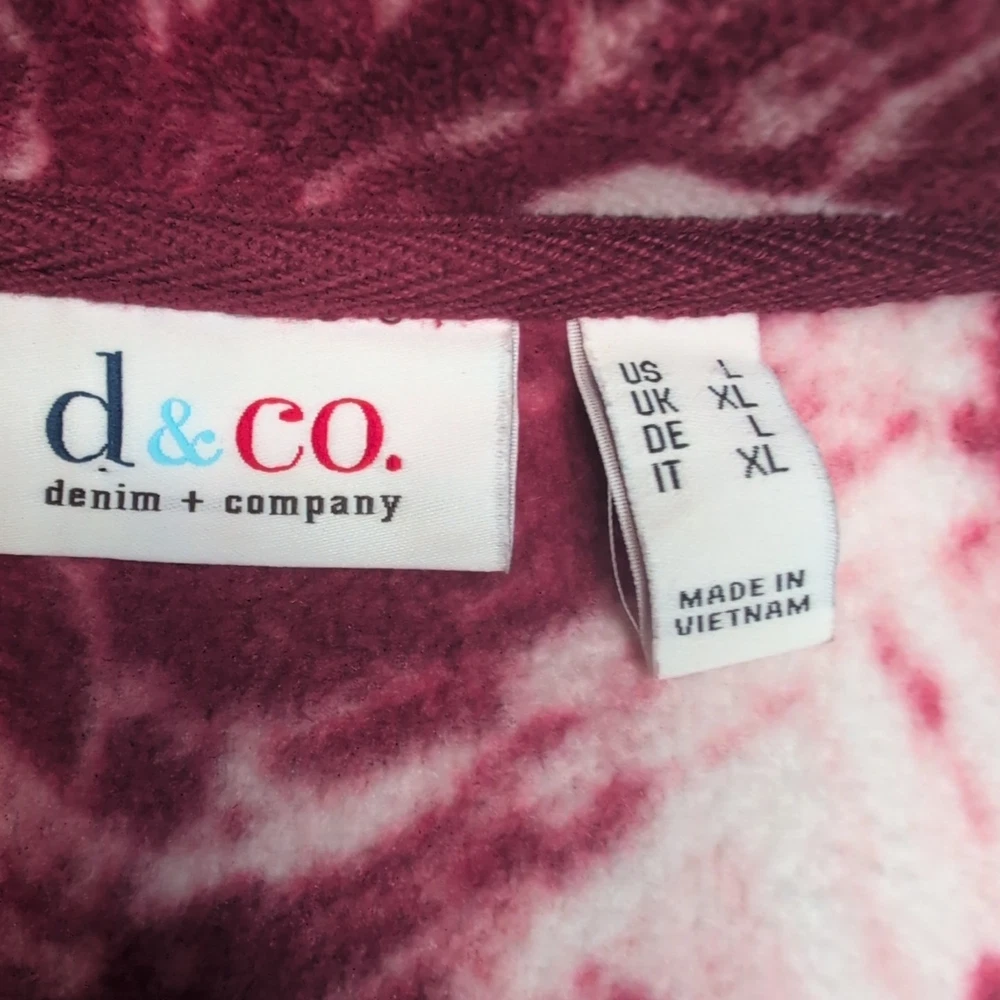 d&co.
denim + company
US L
UK XL
DE L
IT XL
MADE IN
VIETNAM